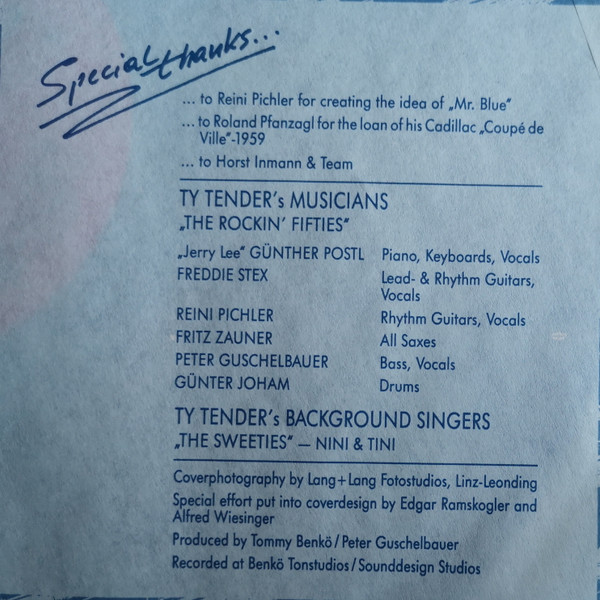 Special thanks...
... to Reini Pichler for creating the idea of „Mr. Blue“
... to Roland Pfanzagl for the loan of his Cadillac „Coupé de
Ville“-1959
... to Horst Inmann & Team
TY TENDER's MUSICIANS
„THE ROCKIN' FIFTIES“
„Jerry Lee“ GÜNTHER POSTL Piano, Keyboards, Vocals
FREDDIE STEX Lead- & Rhythm Guitars,
Vocals
REINI PICHLER Rhythm Guitars, Vocals
FRITZ ZAUNER All Saxes
PETER GUSCHELBAUER Bass, Vocals
GÜNTER JOHAM Drums
TY TENDER's BACKGROUND SINGERS
„THE SWEETIES“ — NINI & TINI
Coverphotography by Lang+Lang Fotostudios, Linz-Leonding
Special effort put into coverdesign by Edgar Ramskogler and
Alfred Wiesinger
Produced by Tommy Benkö/Peter Guschelbauer
Recorded at Benkö Tonstudios/Sounddesign Studios